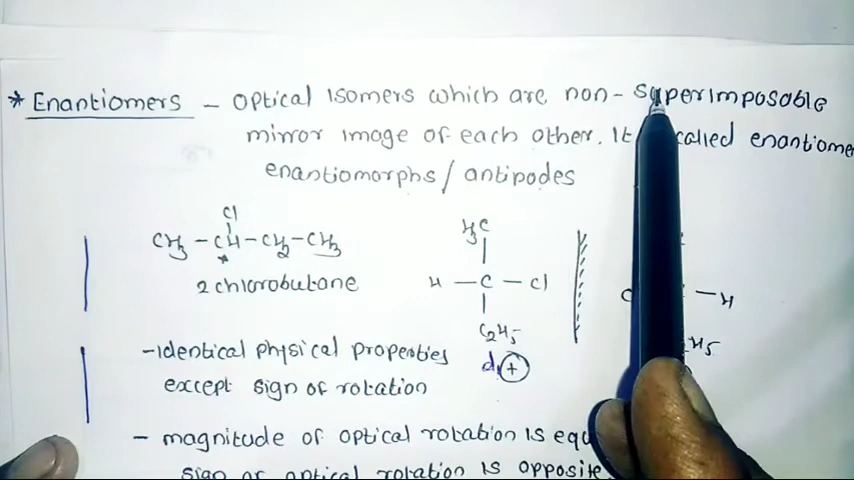 * Enantiomers - optical isomers which are non-superimposable
mirror image of each other. It called enantiome
enantiomorphs / antipodes
Cl
CH3 - CH - CH2 - CH3
*
2 chlorobutane
H3C
H - C - Cl
C2H5
d, +
- H
H5
- identical physical properties
except sign of rotation
- magnitude of optical rotation is equ
sign of optical rotation is opposite.